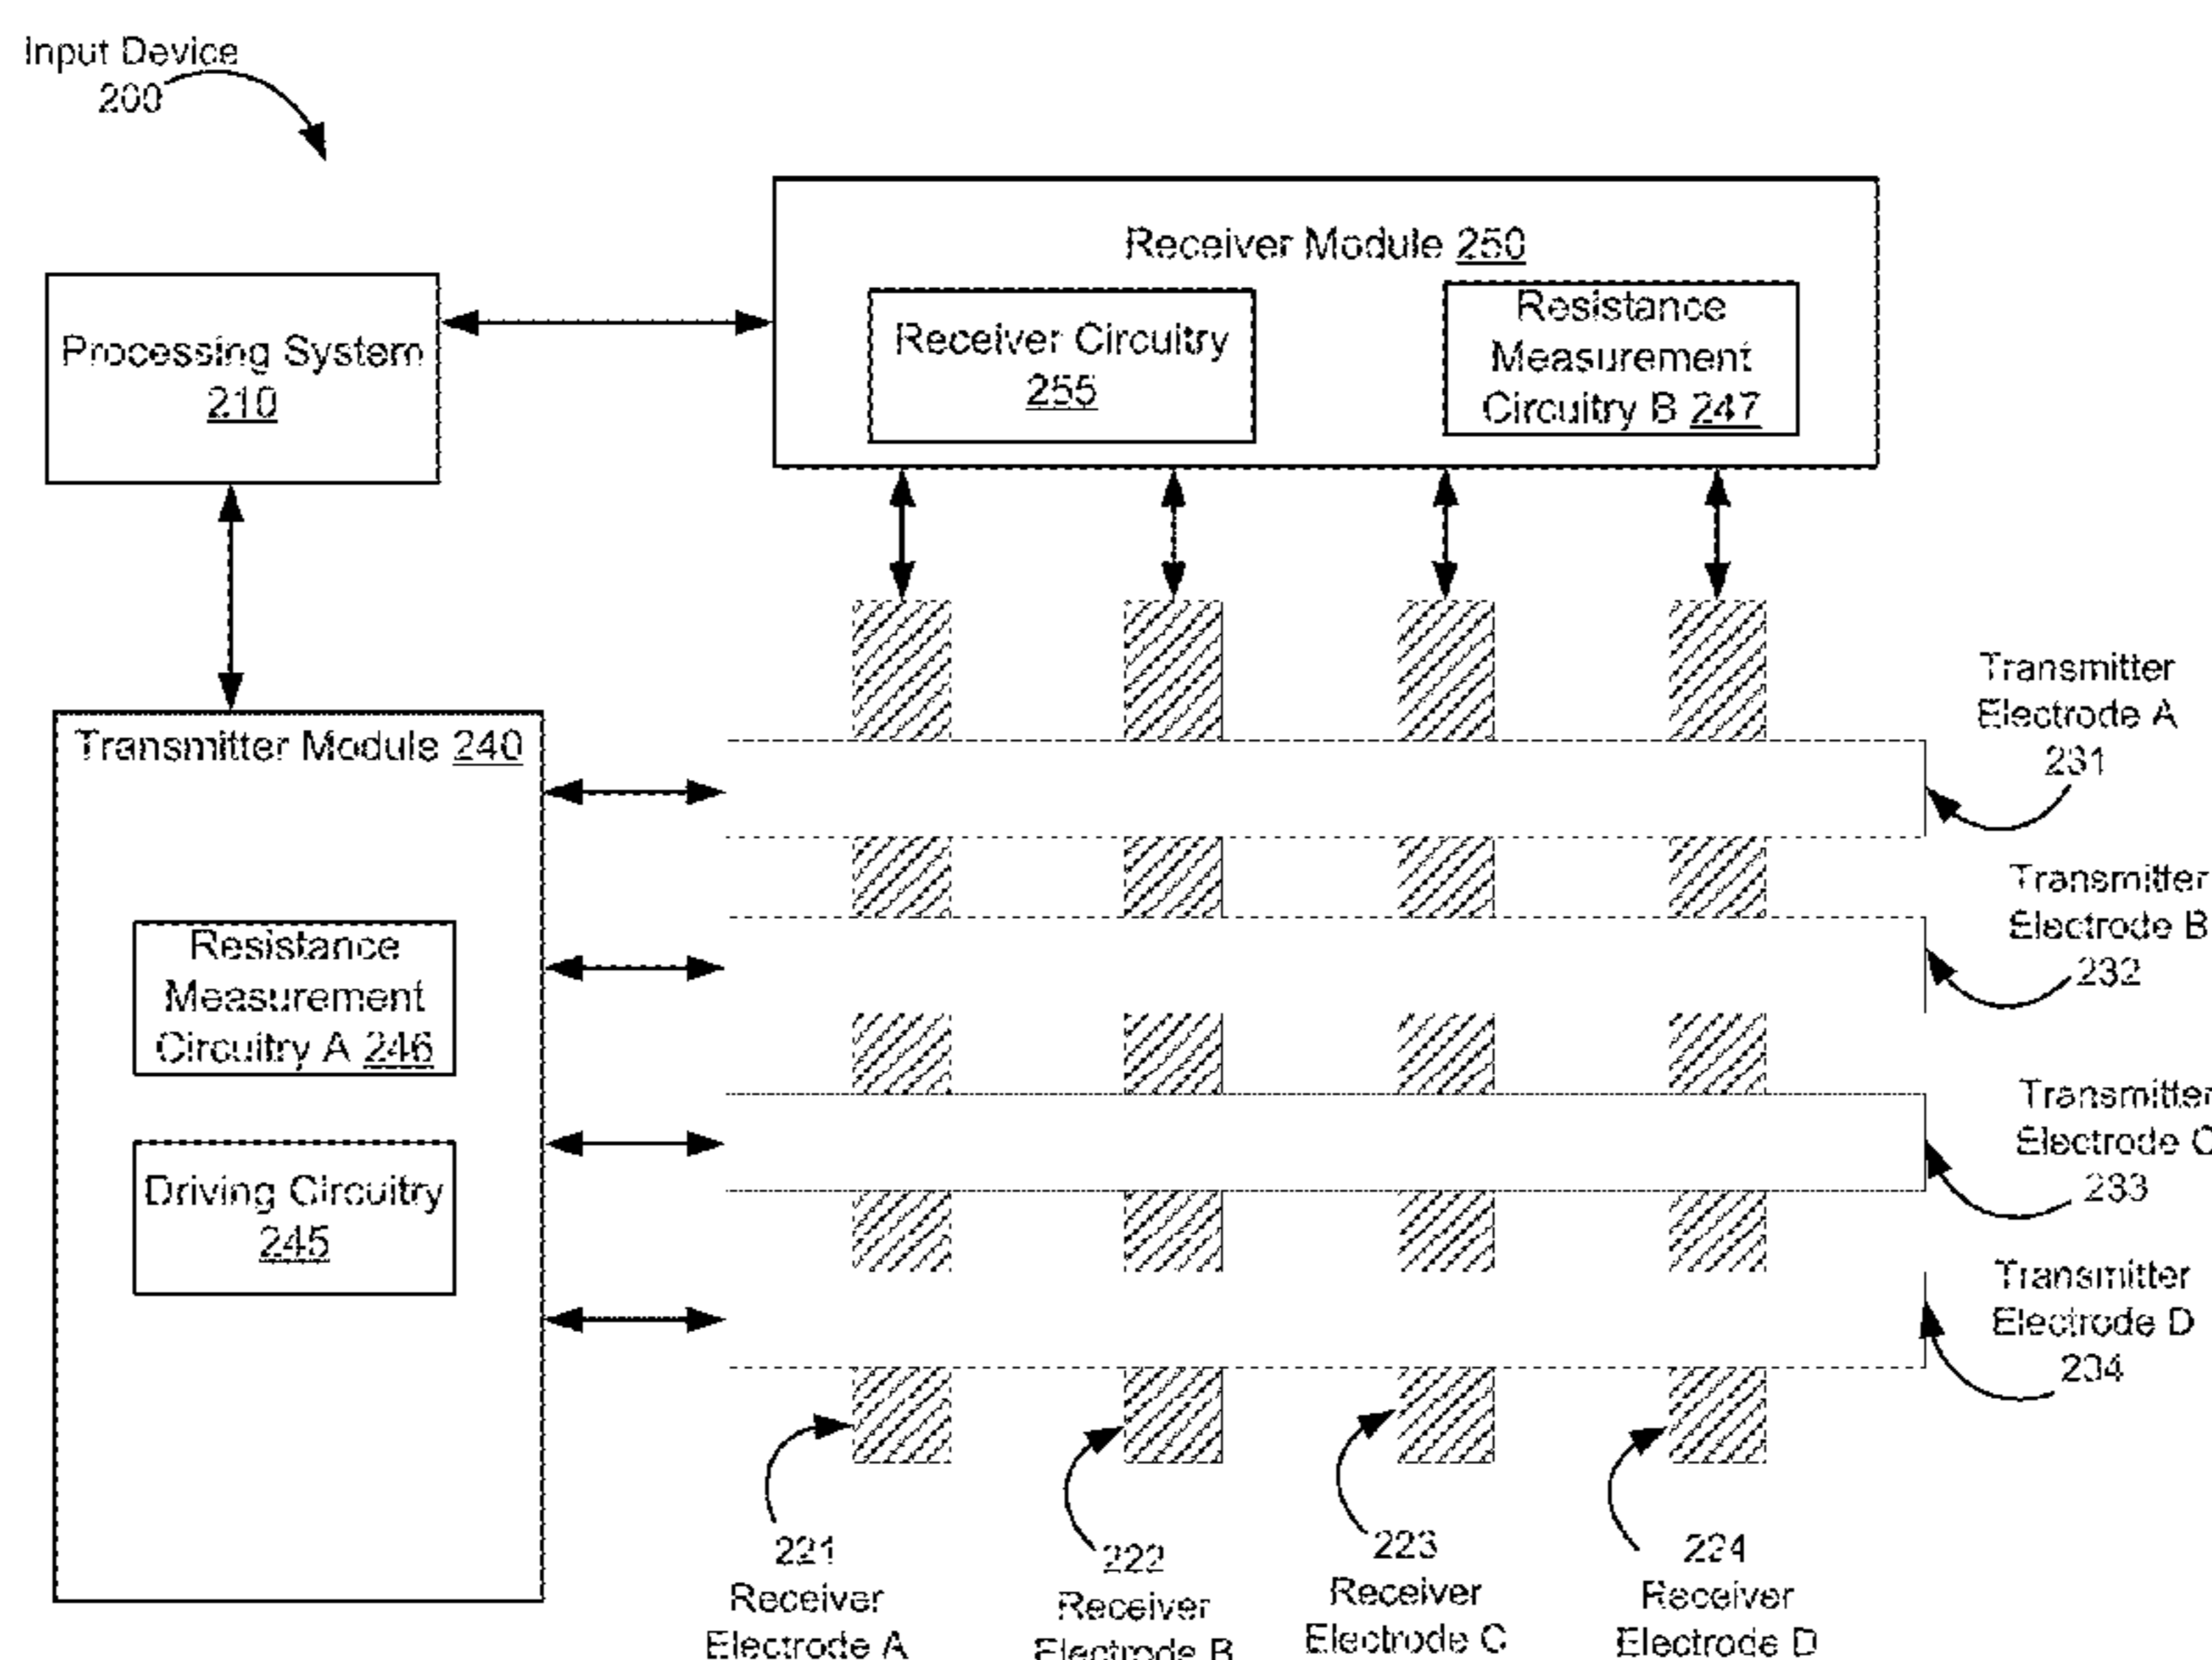 Input Device
200
Receiver Module 250
Receiver Circuitry
255
Resistance
Measurement
Circuitry B 247
Processing System
210
Transmitter Module 240
Resistance
Measurement
Circuitry A 246
Driving Circuitry
245
Transmitter
Electrode A
231
Transmitter
Electrode B
232
Transmitter
Electrode C
233
Transmitter
Electrode D
234
221
Receiver
Electrode A
222
Receiver
Electrode B
223
Receiver
Electrode C
224
Receiver
Electrode D